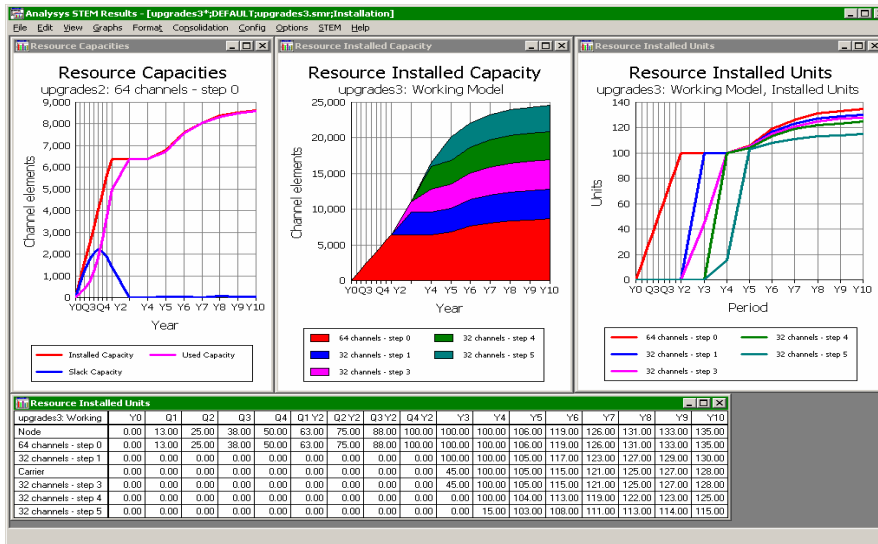 Analysys STEM Results - [upgrades3*;DEFAULT;upgrades3.smr;Installation]
File Edit View Graphs Format Consolidation Config Options STEM Help
Resource Capacities
Resource Capacities
upgrades2: 64 channels - step 0
9,000
8,000
7,000
6,000
5,000
4,000
3,000
2,000
1,000
0
Channel elements
Y0 Q3 Q4 Y2 Y4 Y5 Y6 Y7 Y8 Y9 Y10
Year
Installed Capacity Used Capacity
Slack Capacity
Resource Installed Capacity
Resource Installed Capacity
upgrades3: Working Model
25,000
20,000
15,000
10,000
5,000
0
Channel elements
Y0 Q3 Q3 Y2 Y4 Y5 Y6 Y7 Y8 Y9 Y10
Year
64 channels - step 0 32 channels - step 4
32 channels - step 1 32 channels - step 5
32 channels - step 3
Resource Installed Units
Resource Installed Units
upgrades3: Working Model, Installed Units
140
120
100
80
60
40
20
0
Units
Y0 Q3 Q3 Y2 Y3 Y4 Y5 Y6 Y7 Y8 Y9 Y10
Period
64 channels - step 0 32 channels - step 4
32 channels - step 1 32 channels - step 5
32 channels - step 3
Resource Installed Units
upgrades3: Working Y0 Q1 Q2 Q3 Q4 Q1 Y2 Q2 Y2 Q3 Y2 Q4 Y2 Y3 Y4 Y5 Y6 Y7 Y8 Y9 Y10
Node 0.00 13.00 25.00 38.00 50.00 63.00 75.00 88.00 100.00 100.00 100.00 106.00 119.00 126.00 131.00 133.00 135.00
64 channels - step 0 0.00 13.00 25.00 38.00 50.00 63.00 75.00 88.00 100.00 100.00 100.00 106.00 119.00 126.00 131.00 133.00 135.00
32 channels - step 1 0.00 0.00 0.00 0.00 0.00 0.00 0.00 0.00 0.00 100.00 100.00 105.00 117.00 123.00 127.00 129.00 130.00
Carrier 0.00 0.00 0.00 0.00 0.00 0.00 0.00 0.00 0.00 45.00 100.00 105.00 115.00 121.00 125.00 127.00 128.00
32 channels - step 3 0.00 0.00 0.00 0.00 0.00 0.00 0.00 0.00 0.00 45.00 100.00 105.00 115.00 121.00 125.00 127.00 128.00
32 channels - step 4 0.00 0.00 0.00 0.00 0.00 0.00 0.00 0.00 0.00 0.00 100.00 104.00 113.00 119.00 122.00 123.00 125.00
32 channels - step 5 0.00 0.00 0.00 0.00 0.00 0.00 0.00 0.00 0.00 0.00 15.00 103.00 108.00 111.00 113.00 114.00 115.00